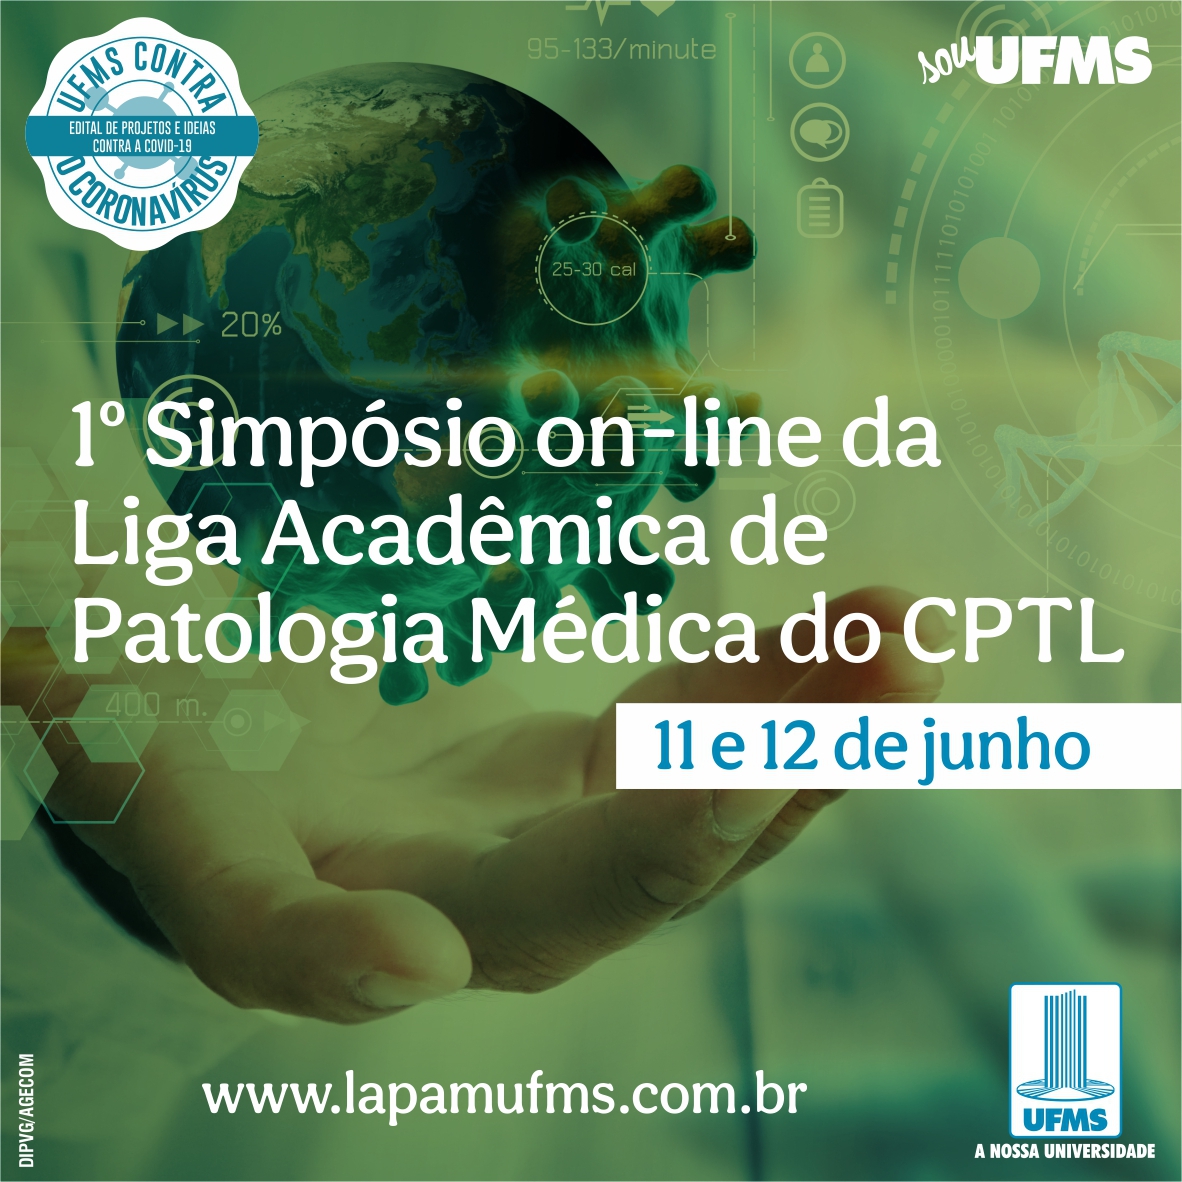 UFMS CONTRA
EDITAL DE PROJETOS E IDEIAS
CONTRA A COVID-19
O CORONAVÍRUS
95-133/minute
sou UFMS
25-30 cal
20%
1º Simpósio on-line da
Liga Acadêmica de
Patologia Médica do CPTL
400 m.
11 e 12 de junho
www.lapamufms.com.br
DIPVG/AGECOM
UFMS
A NOSSA UNIVERSIDADE